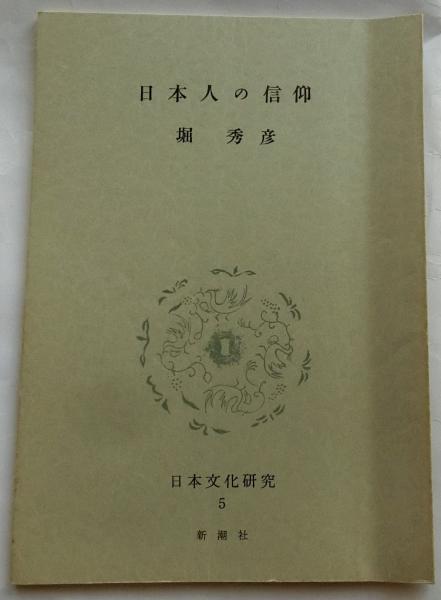 日本人の信仰
堀 秀彦
日本文化研究
5
新潮社